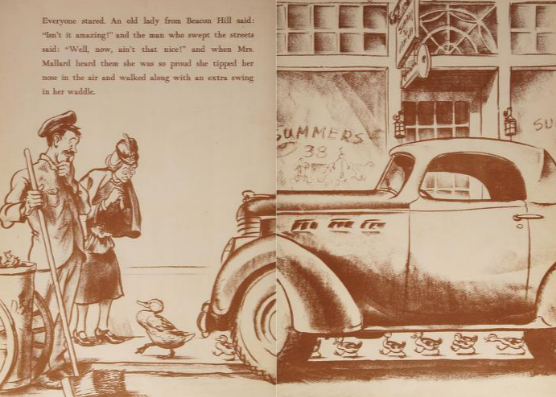 Everyone stared. An old lady from Beacon Hill said:
"Isn't it amazing!" and the man who swept the streets
said: "Well, now, ain't that nice!" and when Mrs.
Mallard heard them she was so proud she tipped her
nose in the air and walked along with an extra swing
in her waddle.
SUMMERS
38
SU